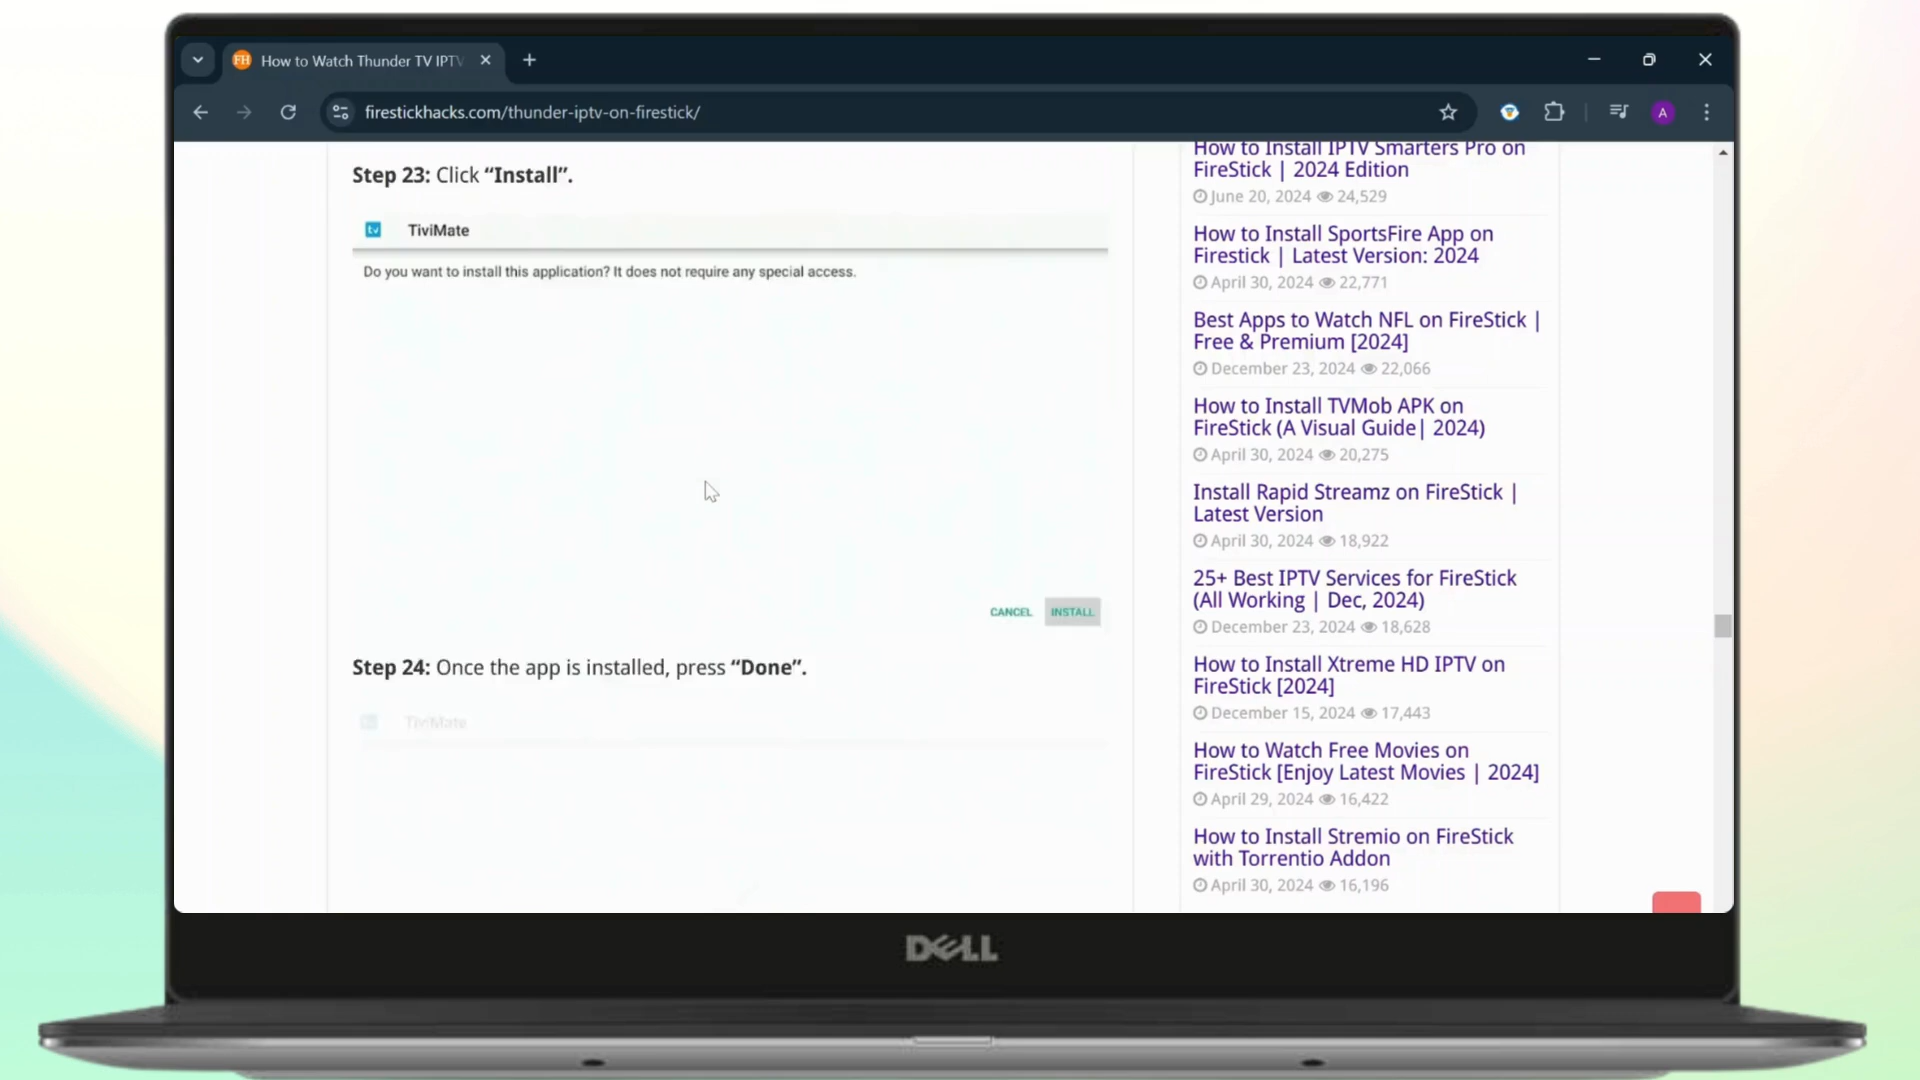 How to Watch Thunder TV IPTV
firestickhacks.com/thunder-iptv-on-firestick/
A
Step 23: Click “Install”.
TiviMate
Do you want to install this application? It does not require any special access.
CANCEL INSTALL
Step 24: Once the app is installed, press “Done”.
TiviMate
How to Install IPTV Smarters Pro on
FireStick | 2024 Edition
June 20, 2024 24,529
How to Install SportsFire App on
Firestick | Latest Version: 2024
April 30, 2024 22,771
Best Apps to Watch NFL on FireStick |
Free & Premium [2024]
December 23, 2024 22,066
How to Install TVMob APK on
FireStick (A Visual Guide| 2024)
April 30, 2024 20,275
Install Rapid Streamz on FireStick |
Latest Version
April 30, 2024 18,922
25+ Best IPTV Services for FireStick
(All Working | Dec, 2024)
December 23, 2024 18,628
How to Install Xtreme HD IPTV on
FireStick [2024]
December 15, 2024 17,443
How to Watch Free Movies on
FireStick [Enjoy Latest Movies | 2024]
April 29, 2024 16,422
How to Install Stremio on FireStick
with Torrentio Addon
April 30, 2024 16,196
DELL